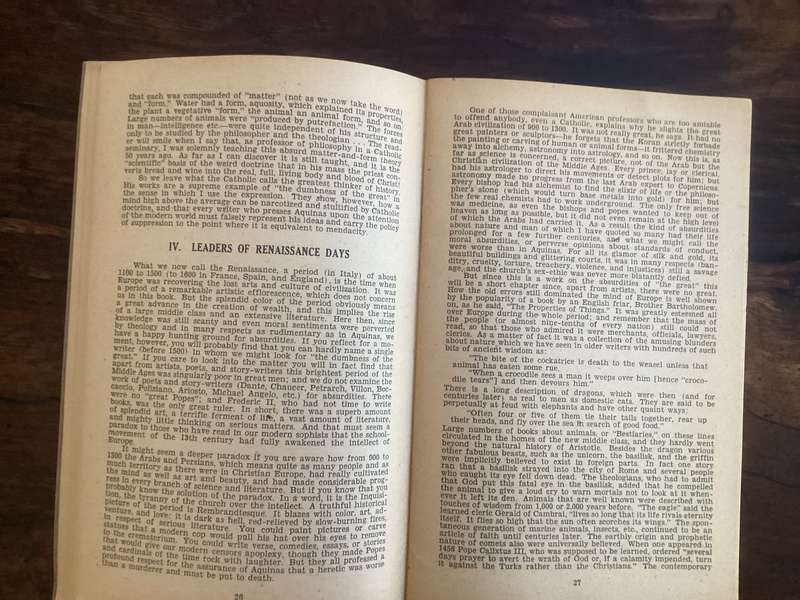 that each was compounded of "matter" (not as we now take the word)
and "form." Water had a form, aquosity, which explained its properties,
the plant a vegetative "form," the animal an animal form, and so on.
Large numbers of animals were "produced by putrefaction." The forces
in man—intelligence etc.—were quite independent of his structure and
only to be studied by the philosopher and the theologian . . . The read-
er will smile when I say that, as professor of philosophy in a Catholic
seminary, I solemnly teaching this absurd matter-and-form theory
50 years ago. As far as I can discover it is still taught, and it is the
"scientific" basis of the weird doctrine that in his mass the priest con-
verts bread and wine into the real, full, living body and blood of Christ.
So we leave what the Catholic calls the greatest thinker of history.
His works are a supreme example of "the dumbness of the great" in
the sense in which I use the expression. They show, however, how a
mind high above the average can be narcotized and stultified by Catholic
doctrine, and that every writer who presses Aquinas upon the attention
of the modern world must falsely represent his ideas and carry the policy
of suppression to the point where it is equivalent to mendacity.
IV. LEADERS OF RENAISSANCE DAYS
What we now call the Renaissance, a period (in Italy) of about
1100 to 1500 (to 1600 in France, Spain, and England), is the time when
Europe was recovering the lost arts and culture of civilization. It was
a period of a remarkable artistic efflorescence, which does not concern
us in this book. But the splendid color of the period obviously means
a great advance in the creation of wealth, and this implies the rise
of a large middle class and an extensive literature. Here then, since
knowledge was still scanty and even moral sentiments were perverted
by theology and in many respects as rudimentary as in Aquinas, we
have a happy hunting ground for absurdities. If you reflect for a mo-
ment, however, you will probably find that you can hardly name a single
writer (before 1500) in whom we might look for "the dumbness of the
great." If you care to look into the matter you will in fact find that
apart from artists, poets, and story-writers this brightest period of the
Middle Ages was singularly poor in great men; and we do not examine the
work of poets and story-writers (Dante, Chancer, Petrarch, Villon, Boc-
caccio, Politiano, Ariosto, Michael Angelo, etc.) for absurdities. There
were no "great Popes"; and Frederic II, who had not time to write
books, was the only great ruler. In short, there was a superb amount
of splendid art, a terrific ferment of life, a vast amount of literature,
and mighty little thinking on serious matters. And that must seem a
paradox to those who have read in our modern sophists that the school-
movement of the 13th century had fully awakened the intellect of
Europe.
It might seem a deeper paradox if you are aware how from 900 to
1300 the Arabs and Persians, which means quite as many people and as
much territory as there were in Christian Europe, had really cultivated
the mind as well as art and beauty, and had made considerable prog-
ress in every branch of science and literature. But if you know that you
probably know the solution of the paradox. In a word, it is the Inquisi-
tion, the tyranny of the church over the intellect. A truthful historical
picture of the period is Rembrandtesque. It blazes with color, art, ad-
venture, and love; it is dark as hell, red-relieved by slow-burning fires,
in respect of serious literature. You could paint pictures or carve
statues that a modern cop would pull his hat over his eyes to remove
to the crematorium. You could write verse, comedies, essays, or stories
that would give our modern censors apoplexy, though they made Popes
and cardinals of the time rock with laughter. But they all professed a
profound respect for the assurance of Aquinas that a heretic was worse
than a murderer and must be put to death.
26
One of those complaisant American professors who are too amiable
to offend anybody, even a Catholic, explains why he slights the great
Arab civilization of 900 to 1300. It was not really great, he says. It had no
great painters or sculptors—he forgets that the Koran strictly forbade
the painting or carving of human or animal forms—it frittered chemistry
away into alchemy, astronomy into astrology, and so on. Now this is, as
far as science is concerned, a correct picture, not of the Arab but the
Christian civilization of the Middle Ages. Every prince, lay or clerical,
had his astrologer to direct his movements or detect plots for him; but
astronomy made no progress from the last Arab expert to Copernicus.
Every bishop had his alchemist to find the elixir of life or the philoso-
pher's stone (which would turn base metals into gold) for him; but
the few real chemists had to work underground. The only free science
was medicine, as even the bishops and popes wanted to keep out of
heaven as long as possible, but it did not even remain at the high level
of which the Arab had carried it. As a result the kind of absurdities
about nature and man of which I have quoted so many had their life
prolonged for a few further centuries, and what we might call the
moral absurdities, or perverse opinions about standards of conduct,
were worse than in Aquinas. For all its glamor of silk and gold, its
beautiful buildings and glittering courts, it was in many respects (ban-
ditry, cruelty, torture, treachery, violence, and injustices) still a savage
age, and the church's sex-ethic was never more blatantly defied.
But since this is a work on the absurdities of "the great" this
will be a short chapter since, apart from artists, there were no great.
How the old errors still dominated the mind of Europe is well shown
by the popularity of a book by an English friar, Brother Bartholomew,
on, as he said, "The Properties of Things." It was greatly esteemed all
over Europe during the whole period; and remember that the mass of
the people (or almost nine-tenths of every nation) still could not
read, so that those who admired it were merchants, officials, lawyers,
clerics. As a matter of fact it was a collection of the amusing blunders
about nature which we have seen in older writers with hundreds of such
bits of ancient wisdom as:
"The bite of the cockatrice is death to the weasel unless that
animal has eaten some rue.
"When a crocodile sees a man it weeps over him [hence "croco-
dile tears"] and then devours him."
There is a long description of dragons, which were then (and for
centuries later) as real to men as domestic cats. They are said to be
perpetually at feud with elephants and have other quaint ways:
"Often four or five of them tie their tails together, rear up
their heads, and fly over the sea in search of good food."
Large numbers of books about animals, or "Bestiaries," on these lines
circulated in the homes of the new middle class, and they hardly went
beyond the natural history of Aristotle. Besides the dragon various
other fabulous beasts, such as the unicorn, the basilisk, and the griffin
were implicitly believed to exist in foreign parts. In fact one story
ran that a basilisk strayed into the city of Rome and several people
who caught its eye fell down dead. The theologians, who had to admit
that God put this fatal eye in the basilisk, added that he compelled
the animal to give a loud cry to warn mortals not to look at it when-
ever it left its den. Animals that are well known are described with
touches of wisdom from 1,000 or 2,000 years before. "The eagle" said the
learned cleric Gerald of Cambrai, "lives so long that its life rivals eternity
itself. It flies so high that the sun often scorches its wings." The spon-
taneous generation of marine animals, insects, etc., continued to be an
article of faith until centuries later. The earthly origin and prophetic
nature of comets also were universally believed. When one appeared in
1456 Pope Calixtus III, who was supposed to be learned, ordered "several
days prayer to avert the wrath of God or, if a calamity impended, turn
it against the Turks rather than the Christians." The contemporary
27